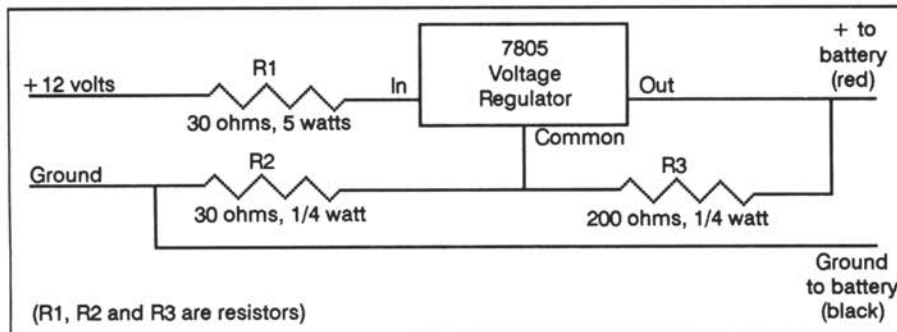 + to
battery
(red)
7805
Voltage
Regulator
R1
+12 volts
In
Out
30 ohms, 5 watts
Common
R2
R3
Ground
30 ohms, 1/4 watt
200 ohms, 1/4 watt
Ground
to battery
(black)
(R1, R2 and R3 are resistors)